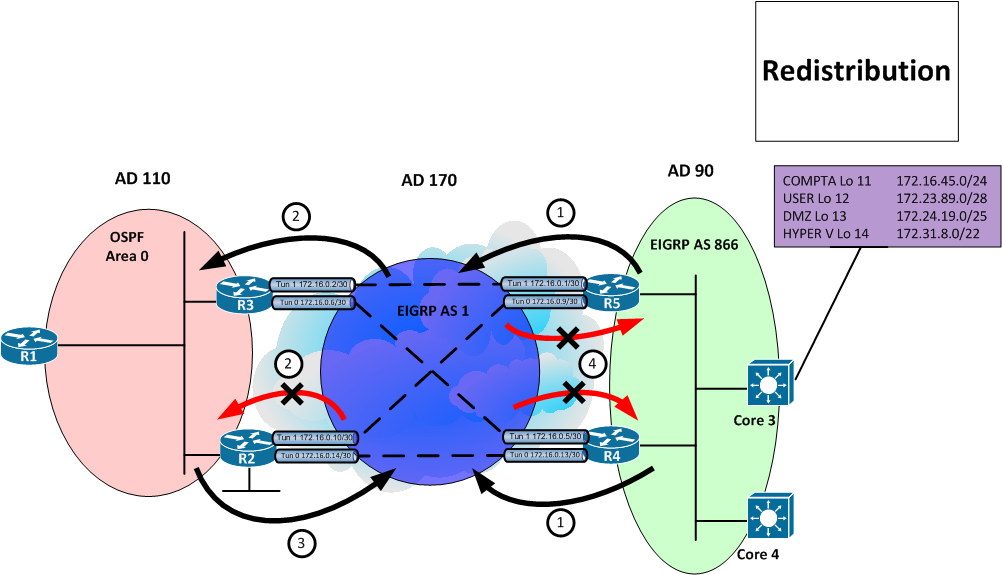 Redistribution
AD 110
AD 170
AD 90
COMPTA Lo 11 172.16.45.0/24
USER Lo 12 172.23.89.0/28
DMZ Lo 13 172.24.19.0/25
HYPER V Lo 14 172.31.8.0/22
2
1
OSPF
Area 0
EIGRP AS 866
Tun 1 172.16.0.2/30
Tun 0 172.16.0.6/30
R3
Tun 1 172.16.0.1/30
Tun 0 172.16.0.9/30
R5
EIGRP AS 1
R1
2
4
Core 3
Tun 1 172.16.0.10/30
Tun 0 172.16.0.14/30
R2
Tun 1 172.16.0.5/30
Tun 0 172.16.0.13/30
R4
3
1
Core 4